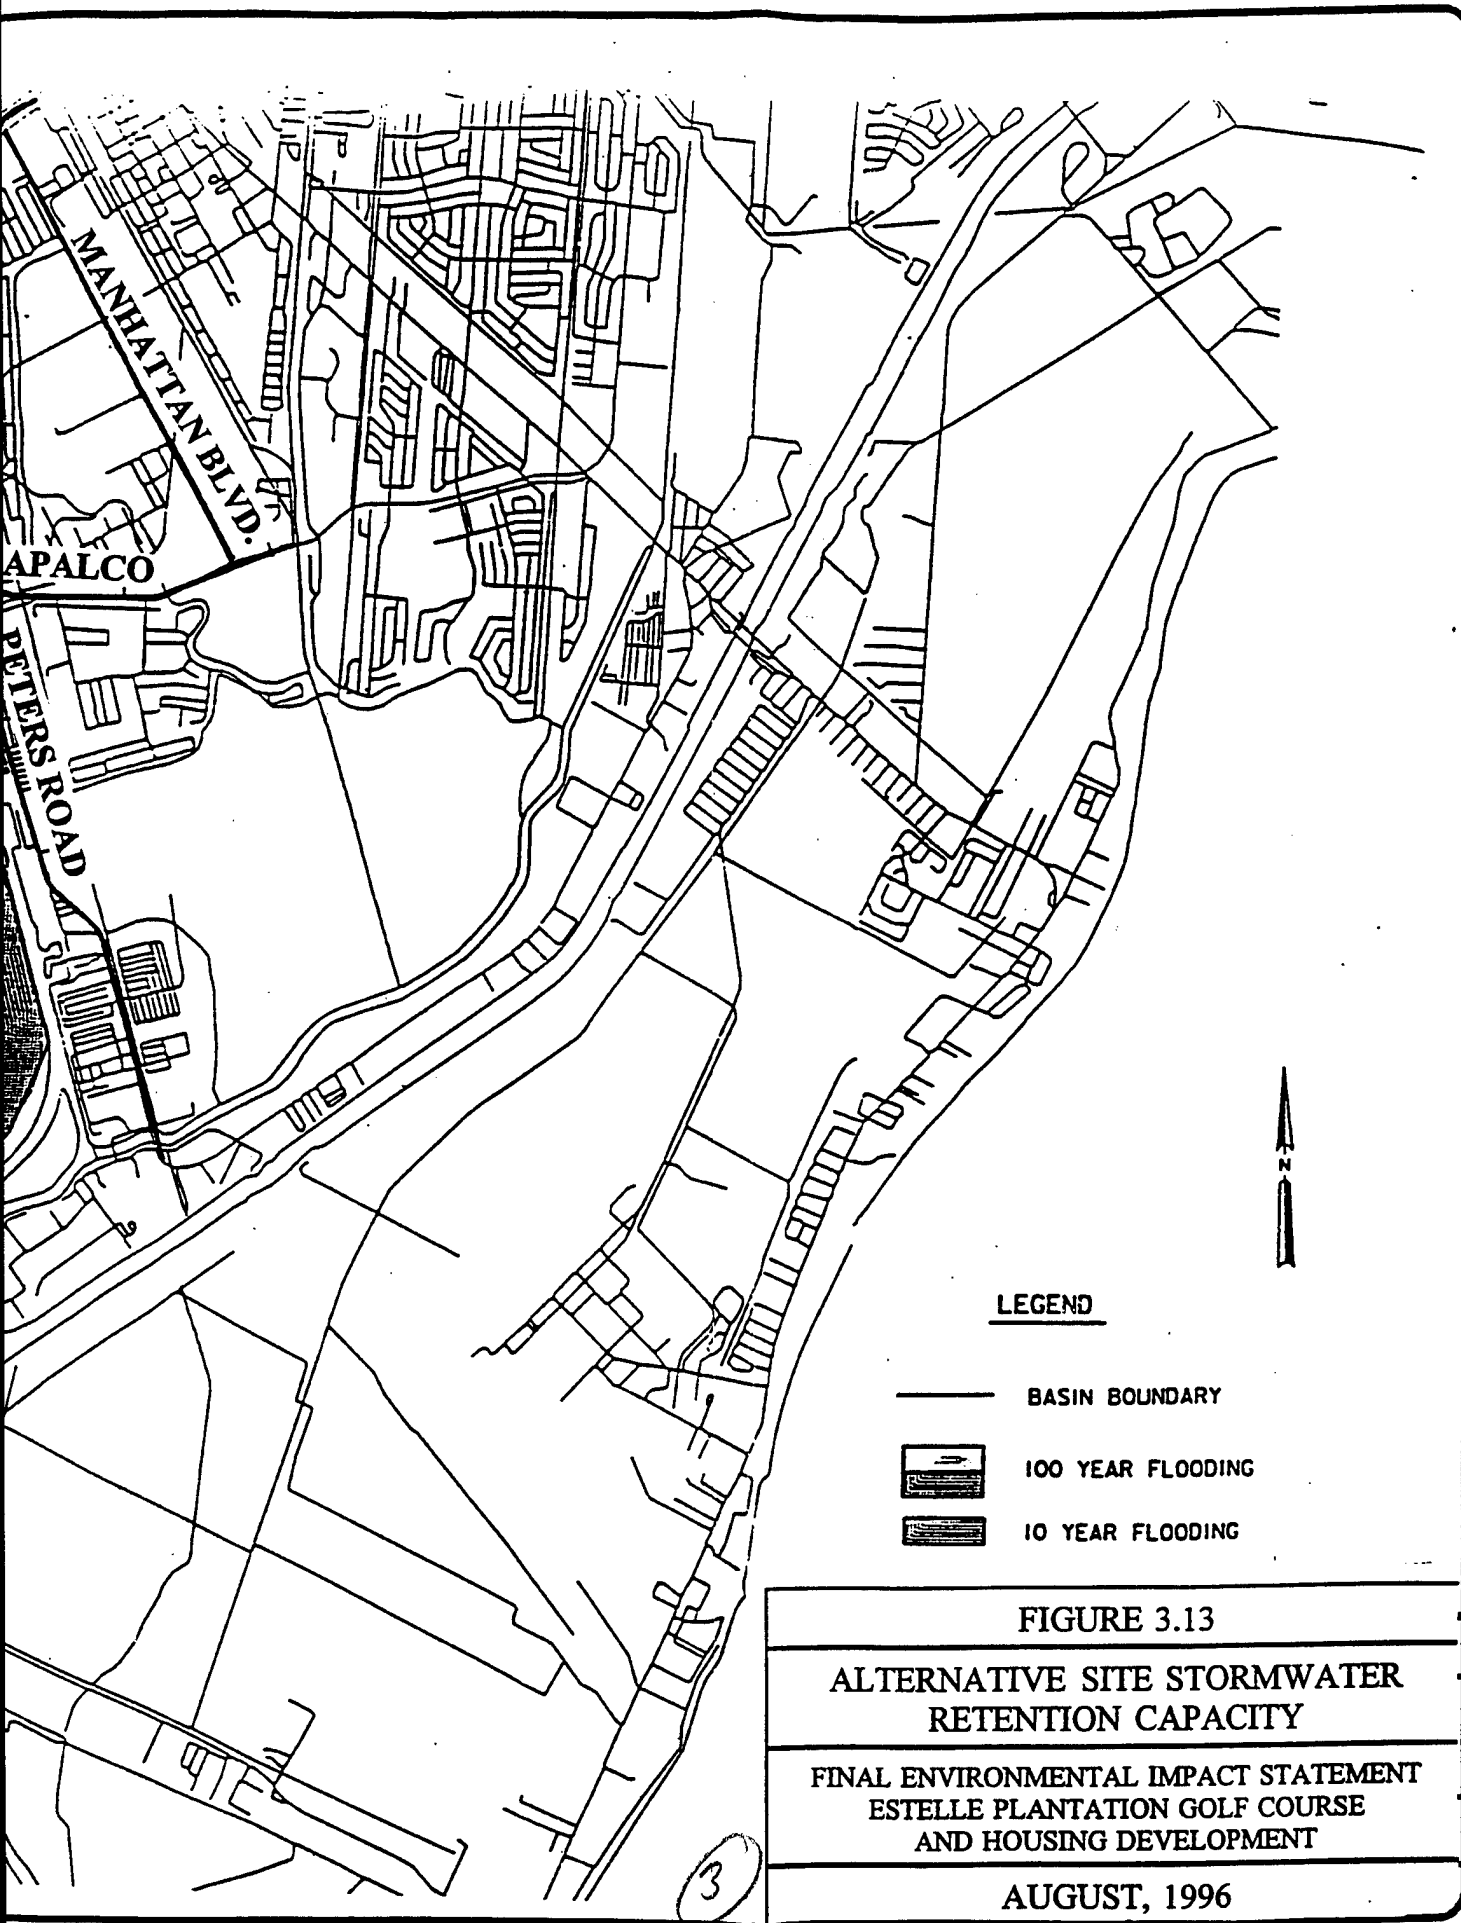 MANHATTAN BLVD.
APALCO
PETERS ROAD
N
LEGEND
BASIN BOUNDARY
100 YEAR FLOODING
10 YEAR FLOODING
FIGURE 3.13
ALTERNATIVE SITE STORMWATER
RETENTION CAPACITY
FINAL ENVIRONMENTAL IMPACT STATEMENT
ESTELLE PLANTATION GOLF COURSE
AND HOUSING DEVELOPMENT
AUGUST, 1996
3